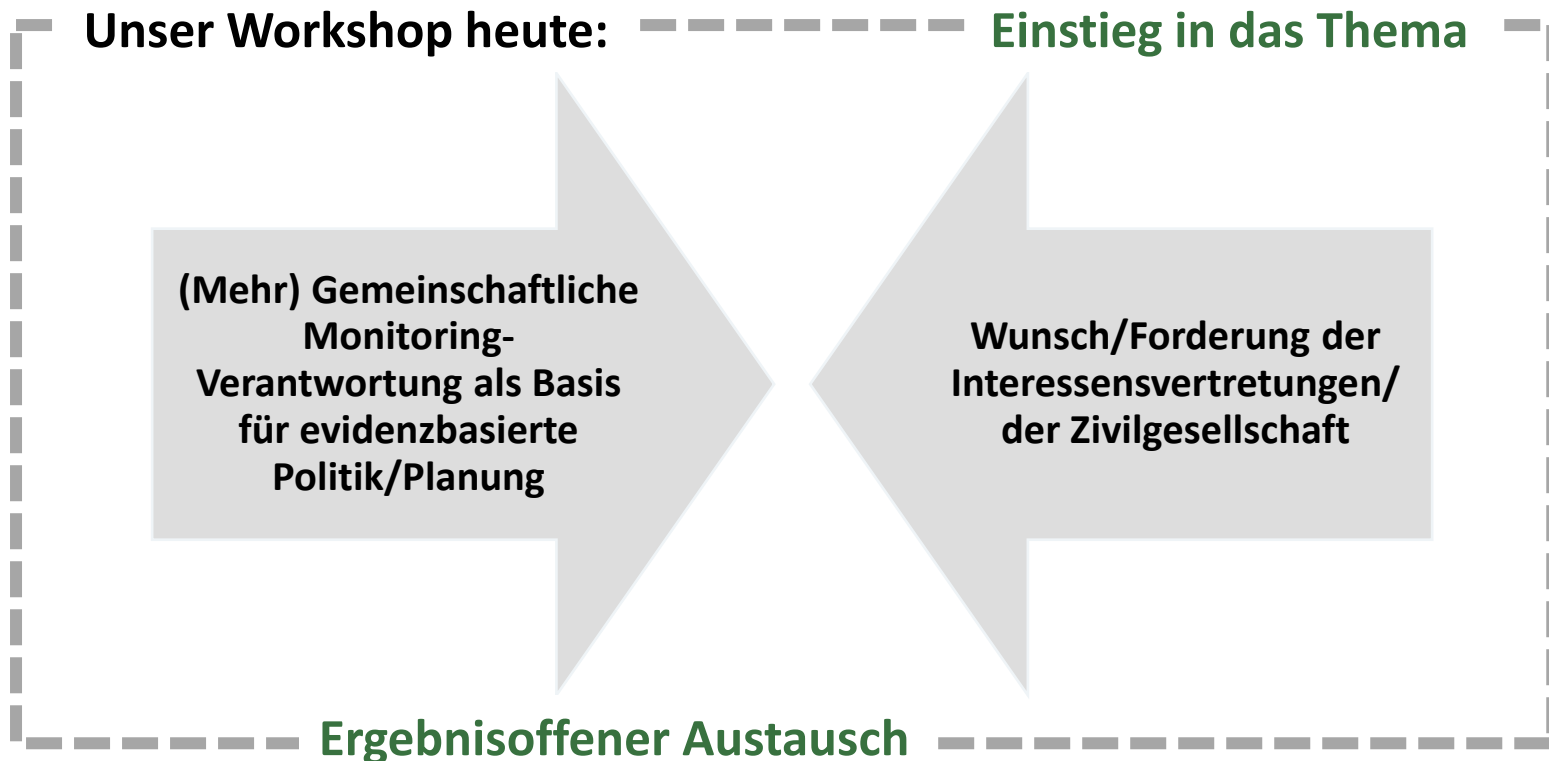 Unser Workshop heute:
Einstieg in das Thema
(Mehr) Gemeinschaftliche
Monitoring-
Verantwortung als Basis
für evidenzbasierte
Politik/Planung
Wunsch/Forderung der
Interessensvertretungen/
der Zivilgesellschaft
Ergebnisoffener Austausch